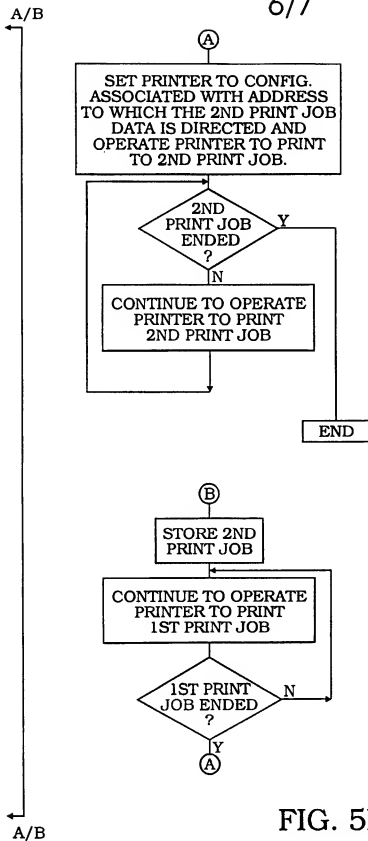 6/7
A/B
A
SET PRINTER TO CONFIG.
ASSOCIATED WITH ADDRESS
TO WHICH THE 2ND PRINT JOB
DATA IS DIRECTED AND
OPERATE PRINTER TO PRINT
TO 2ND PRINT JOB.
2ND
PRINT JOB
ENDED
?
Y
N
CONTINUE TO OPERATE
PRINTER TO PRINT
2ND PRINT JOB
END
B
STORE 2ND
PRINT JOB
CONTINUE TO OPERATE
PRINTER TO PRINT
1ST PRINT JOB
1ST PRINT
JOB ENDED
?
N
Y
A
FIG. 5
A/B